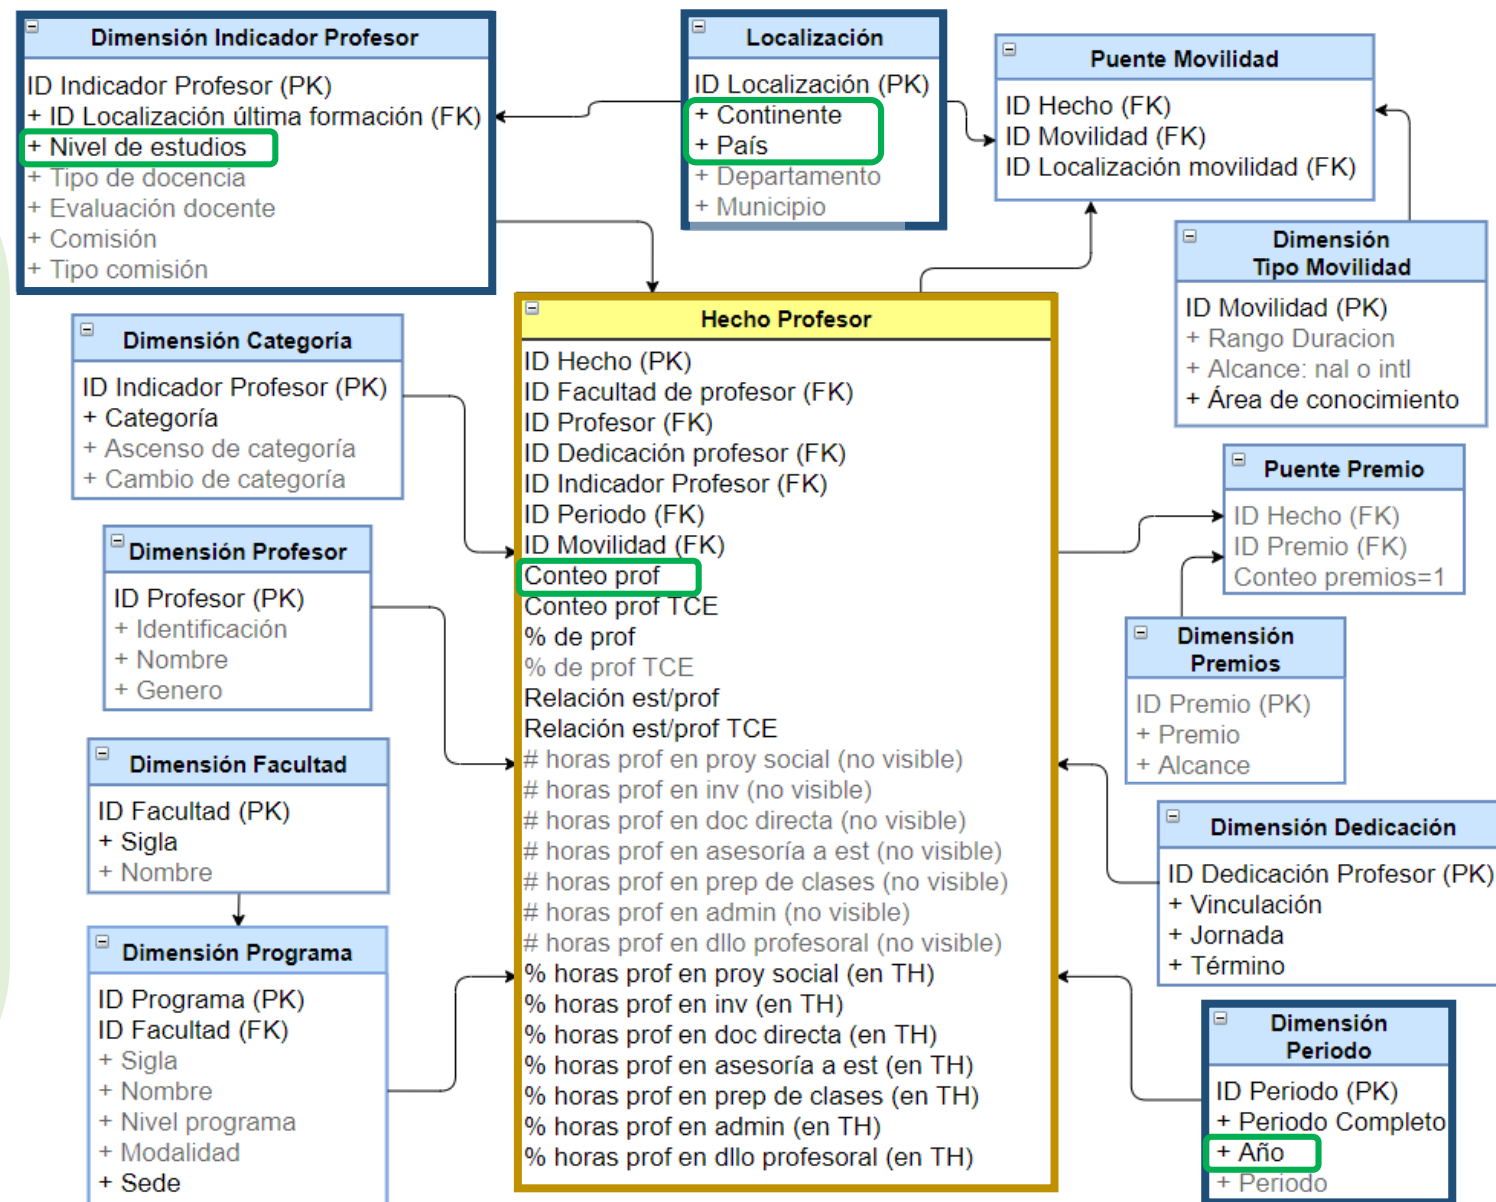 Dimensión Indicador Profesor
ID Indicador Profesor (PK)
+ ID Localización última formación (FK)
+ Nivel de estudios
+ Tipo de docencia
+ Evaluación docente
+ Comisión
+ Tipo comisión
Localización
ID Localización (PK)
+ Continente
+ País
+ Departamento
+ Municipio
Puente Movilidad
ID Hecho (FK)
ID Movilidad (FK)
ID Localización movilidad (FK)
Dimensión
Tipo Movilidad
ID Movilidad (PK)
+ Rango Duracion
+ Alcance: nal o intl
+ Área de conocimiento
Dimensión Categoría
ID Indicador Profesor (PK)
+ Categoría
+ Ascenso de categoría
+ Cambio de categoría
Hecho Profesor
ID Hecho (PK)
ID Facultad de profesor (FK)
ID Profesor (FK)
ID Dedicación profesor (FK)
ID Indicador Profesor (FK)
ID Periodo (FK)
ID Movilidad (FK)
Conteo prof
Conteo prof TCE
% de prof
% de prof TCE
Relación est/prof
Relación est/prof TCE
# horas prof en proy social (no visible)
# horas prof en inv (no visible)
# horas prof en doc directa (no visible)
# horas prof en asesoría a est (no visible)
# horas prof en prep de clases (no visible)
# horas prof en admin (no visible)
# horas prof en dllo profesoral (no visible)
% horas prof en proy social (en TH)
% horas prof en inv (en TH)
% horas prof en doc directa (en TH)
% horas prof en asesoría a est (en TH)
% horas prof en prep de clases (en TH)
% horas prof en admin (en TH)
% horas prof en dllo profesoral (en TH)
Puente Premio
ID Hecho (FK)
ID Premio (FK)
Conteo premios=1
Dimensión Profesor
ID Profesor (PK)
+ Identificación
+ Nombre
+ Genero
Dimensión
Premios
ID Premio (PK)
+ Premio
+ Alcance
Dimensión Facultad
ID Facultad (PK)
+ Sigla
+ Nombre
Dimensión Dedicación
ID Dedicación Profesor (PK)
+ Vinculación
+ Jornada
+ Término
Dimensión Programa
ID Programa (PK)
ID Facultad (FK)
+ Sigla
+ Nombre
+ Nivel programa
+ Modalidad
+ Sede
Dimensión
Periodo
ID Periodo (PK)
+ Periodo Completo
+ Año
+ Periodo